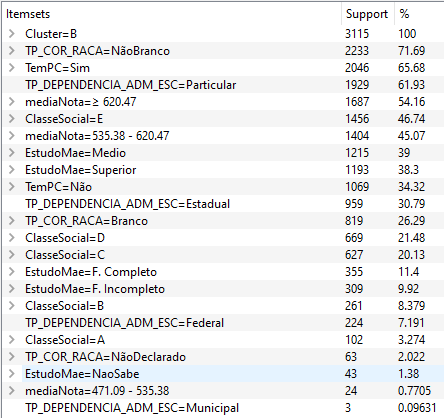 Itemsets Support %
Cluster=B 3115 100
TP_COR_RACA=NãoBranco 2233 71.69
TemPC=Sim 2046 65.68
TP_DEPENDENCIA_ADM_ESC=Particular 1929 61.93
mediaNota=≥ 620.47 1687 54.16
ClasseSocial=E 1456 46.74
mediaNota=535.38 - 620.47 1404 45.07
EstudoMae=Medio 1215 39
EstudoMae=Superior 1193 38.3
TemPC=Não 1069 34.32
TP_DEPENDENCIA_ADM_ESC=Estadual 959 30.79
TP_COR_RACA=Branco 819 26.29
ClasseSocial=D 669 21.48
ClasseSocial=C 627 20.13
EstudoMae=F. Completo 355 11.4
EstudoMae=F. Incompleto 309 9.92
ClasseSocial=B 261 8.379
TP_DEPENDENCIA_ADM_ESC=Federal 224 7.191
ClasseSocial=A 102 3.274
TP_COR_RACA=NãoDeclarado 63 2.022
EstudoMae=NaoSabe 43 1.38
mediaNota=471.09 - 535.38 24 0.7705
TP_DEPENDENCIA_ADM_ESC=Municipal 3 0.09631